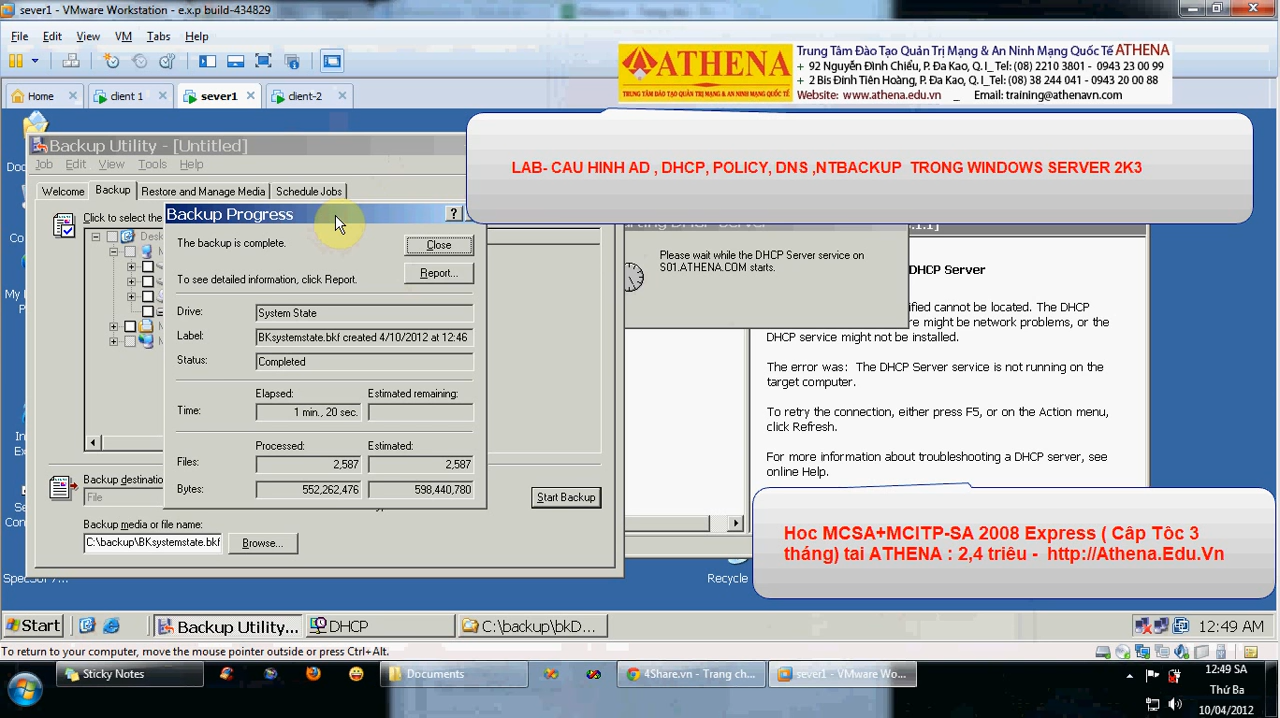 sever1 - VMware Workstation - e.x.p build-434829
File Edit View VM Tabs Help
Home client 1 sever1 client-2
ATHENA
TRUNG TÂM ĐÀO TẠO QUẢN TRỊ MẠNG & AN NINH MẠNG QUỐC TẾ
Trung Tâm Đào Tạo Quản Trị Mạng & An Ninh Mạng Quốc Tế ATHENA
+ 92 Nguyễn Đình Chiểu, P. Đa Kao, Q. I_Tel: (08) 2210 3801 - 0943 23 00 99
+ 2 Bis Đinh Tiên Hoàng, P. Đa Kao, Q. I_ Tel: (08) 38 244 041 - 0943 20 00 88
Website: www.athena.edu.vn _ Email: training@athenavn.com
LAB- CAU HINH AD , DHCP, POLICY, DNS ,NTBACKUP TRONG WINDOWS SERVER 2K3
Backup Utility - [Untitled]
Job Edit View Tools Help
Welcome Backup Restore and Manage Media Schedule Jobs
Click to select the
Backup Progress
?
The backup is complete.
Close
To see detailed information, click Report.
Report...
Drive: System State
Label: BKsystemstate.bkf created 4/10/2012 at 12:46
Status: Completed
Elapsed: Estimated remaining:
Time: 1 min., 20 sec.
Processed: Estimated:
Files: 2,587 2,587
Bytes: 552,262,476 598,440,780
Backup destination
File
Backup media or file name:
C:\backup\BKsystemstate.bkf
Browse...
Start Backup
Please wait while the DHCP Server service on
S01.ATHENA.COM starts.
DHCP Server
ified cannot be located. The DHCP
re might be network problems, or the
DHCP service might not be installed.
The error was: The DHCP Server service is not running on the
target computer.
To retry the connection, either press F5, or on the Action menu,
click Refresh.
For more information about troubleshooting a DHCP server, see
online Help.
Hoc MCSA+MCITP-SA 2008 Express ( Câp Tôc 3
tháng) tai ATHENA : 2,4 triêu - http://Athena.Edu.Vn
Recycle
Start
Backup Utility...
DHCP
C:\backup\bkD...
12:49 AM
To return to your computer, move the mouse pointer outside or press Ctrl+Alt.
Sticky Notes
Documents
4Share.vn - Trang ch...
sever1 - VMware Wo...
12:49 SA
Thứ Ba
10/04/2012